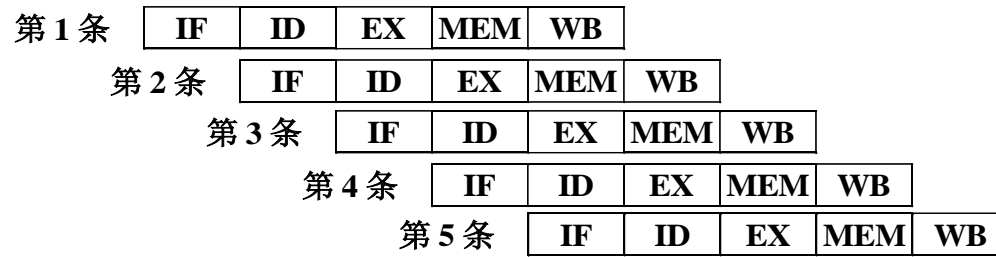 第 1 条 IF ID EX MEM WB
第 2 条 IF ID EX MEM WB
第 3 条 IF ID EX MEM WB
第 4 条 IF ID EX MEM WB
第 5 条 IF ID EX MEM WB